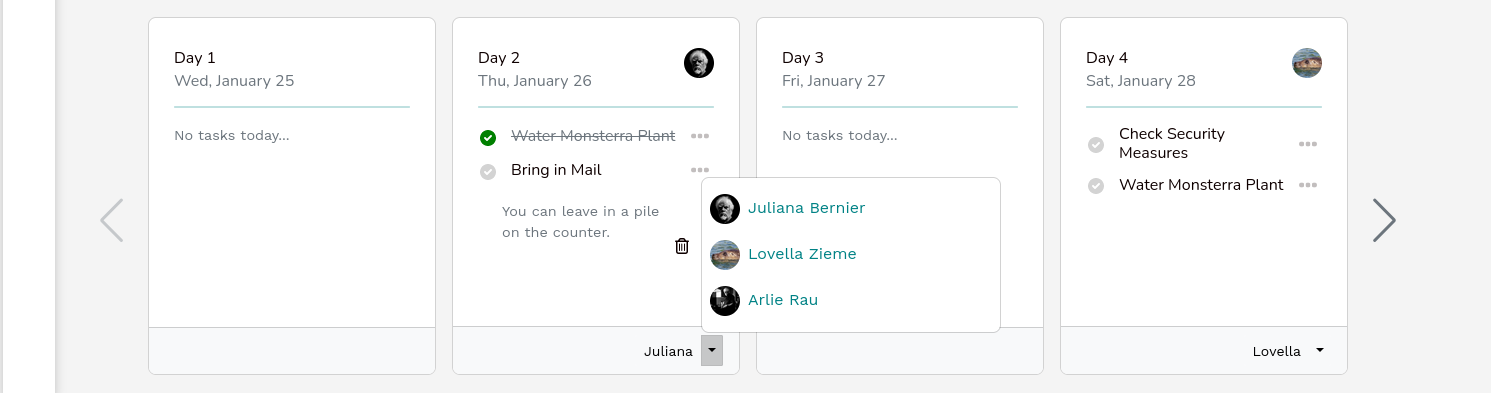 Day 1
Wed, January 25
No tasks today...
Day 2
Thu, January 26
Water Monsterra Plant
Bring in Mail
You can leave in a pile
on the counter.
Juliana
Juliana Bernier
Lovella Zieme
Arlie Rau
Day 3
Fri, January 27
No tasks today...
Day 4
Sat, January 28
Check Security
Measures
Water Monsterra Plant
Lovella